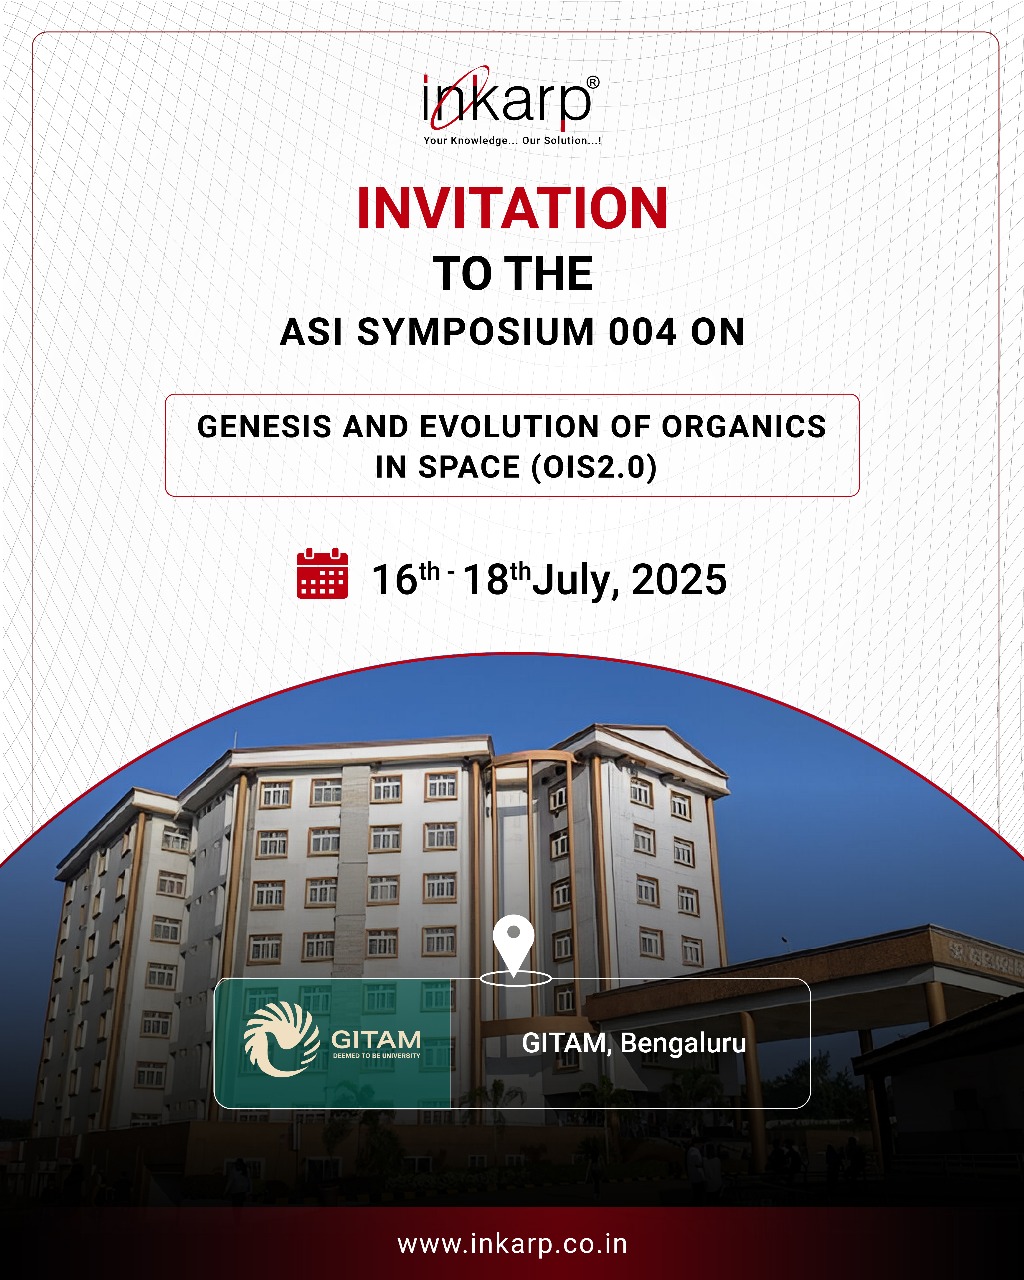 inkarp®
Your Knowledge... Our Solution...!
INVITATION
TO THE
ASI SYMPOSIUM 004 ON
GENESIS AND EVOLUTION OF ORGANICS
IN SPACE (OIS2.0)
16th - 18th July, 2025
GITAM
DEEMED TO BE UNIVERSITY
GITAM, Bengaluru
www.inkarp.co.in